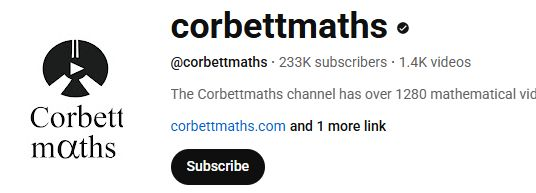 corbettmaths
@corbettmaths · 233K subscribers · 1.4K videos
The Corbettmaths channel has over 1280 mathematical vid
corbettmaths.com and 1 more link
Subscribe
Corbett
mαths